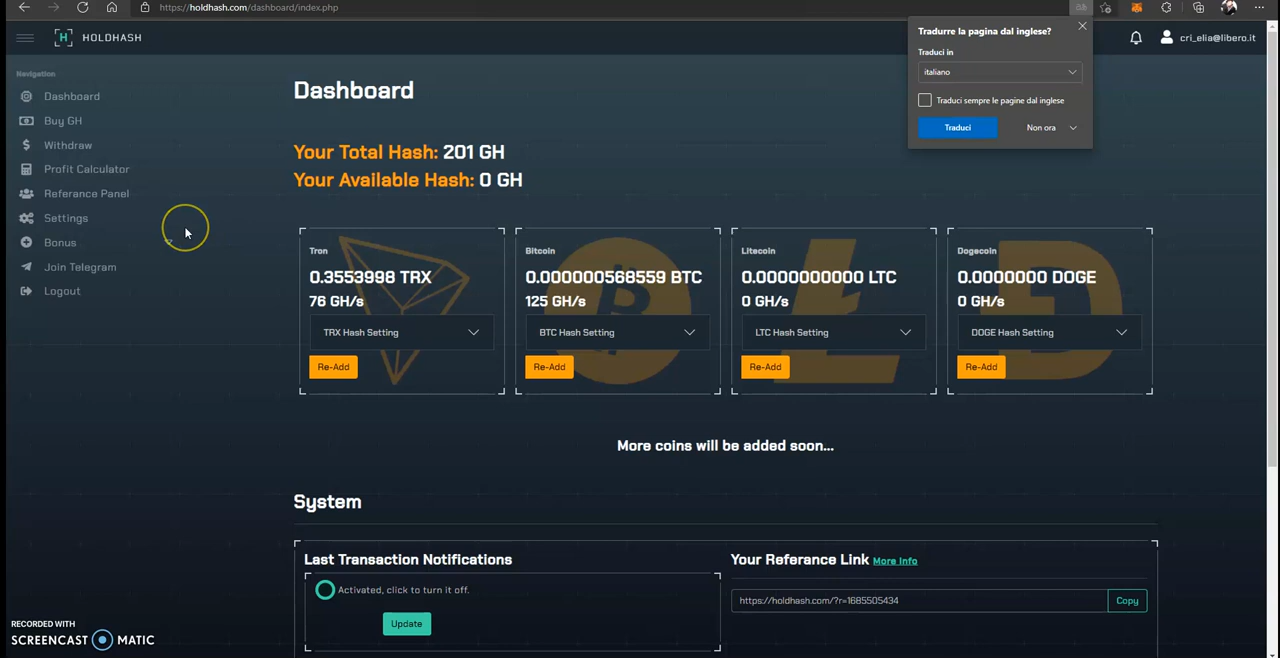 https://holdhash.com/dashboard/index.php
HOLDHASH
cri_elia@libero.it
Tradurre la pagina dal inglese?
Traduci in
italiano
Traduci sempre le pagine dal inglese
Traduci
Non ora
Navigation
Dashboard
Buy GH
Withdraw
Profit Calculator
Referance Panel
Settings
Bonus
Join Telegram
Logout
Dashboard
Your Total Hash: 201 GH
Your Available Hash: 0 GH
Tron
0.3553998 TRX
76 GH/s
TRX Hash Setting
Re-Add
Bitcoin
0.000000568559 BTC
125 GH/s
BTC Hash Setting
Re-Add
Litecoin
0.0000000000 LTC
0 GH/s
LTC Hash Setting
Re-Add
Dogecoin
0.0000000 DOGE
0 GH/s
DOGE Hash Setting
Re-Add
More coins will be added soon...
System
Last Transaction Notifications
Activated, click to turn it off.
Update
Your Referance Link More Info
https://holdhash.com/?r=1685505434
Copy
RECORDED WITH
SCREENCAST MATIC